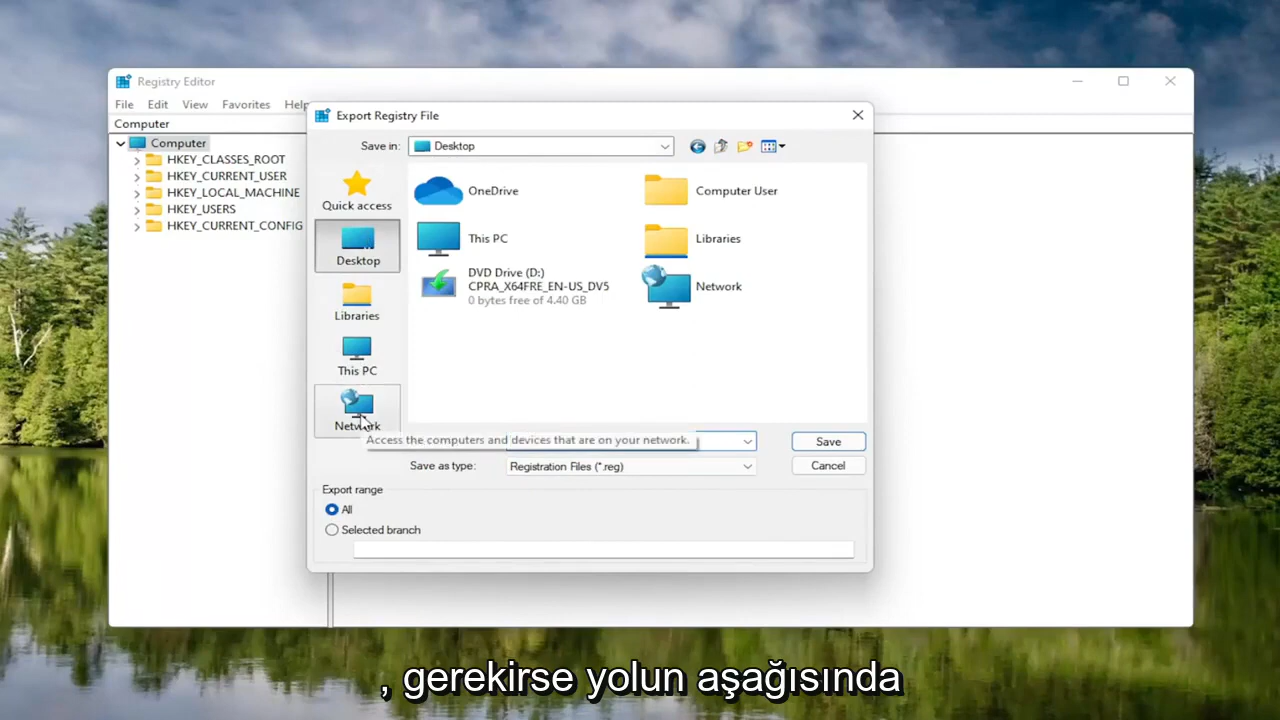 Registry Editor
File Edit View Favorites Help
Computer
Computer
HKEY_CLASSES_ROOT
HKEY_CURRENT_USER
HKEY_LOCAL_MACHINE
HKEY_USERS
HKEY_CURRENT_CONFIG
Export Registry File
Save in: Desktop
Quick access
Desktop
Libraries
This PC
Network
OneDrive
Computer User
This PC
Libraries
DVD Drive (D:)
CPRA_X64FRE_EN-US_DV5
0 bytes free of 4.40 GB
Network
Access the computers and devices that are on your network.
Save
Save as type: Registration Files (*.reg)
Cancel
Export range
All
Selected branch
, gerekirse yolun aşağısında